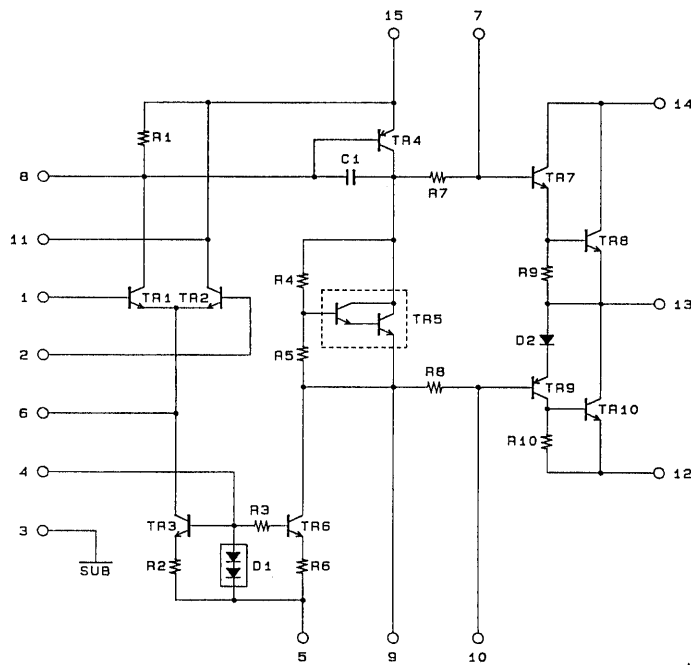 15 7
14
R1 TR4
C1
8 R7 TR7
11 TR8
R4 R9
1 TR1 TR2 13
TR5
D2
2 R5 R8
TR9
6 TR10
R10
4 12
R3
3 TR3 TR6
SUB R2 D1 R6
5 9 10